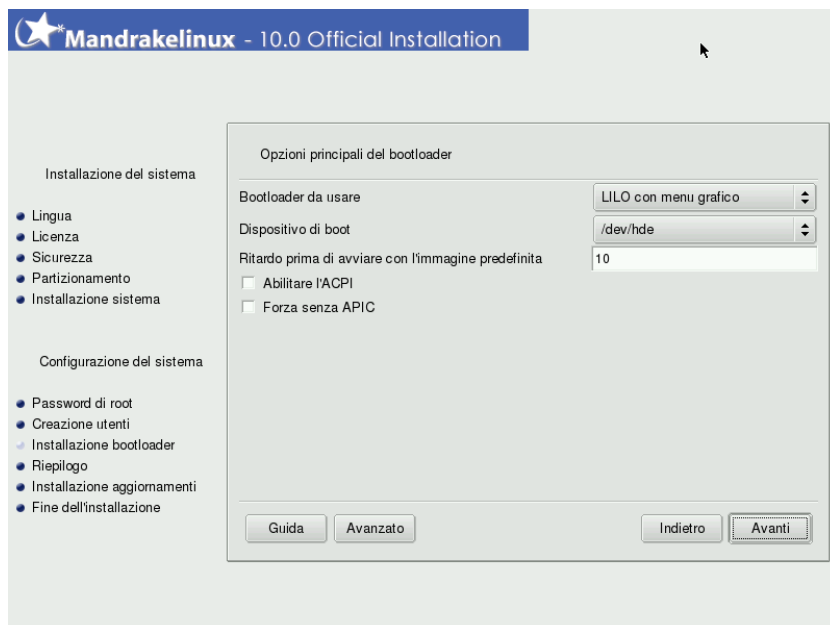 Mandrakelinux - 10.0 Official Installation
Installazione del sistema
Lingua
Licenza
Sicurezza
Partizionamento
Installazione sistema
Configurazione del sistema
Password di root
Creazione utenti
Installazione bootloader
Riepilogo
Installazione aggiornamenti
Fine dell'installazione
Opzioni principali del bootloader
Bootloader da usare LILO con menu grafico
Dispositivo di boot /dev/hde
Ritardo prima di avviare con l'immagine predefinita 10
Abilitare l'ACPI
Forza senza APIC
Guida Avanzato Indietro Avanti